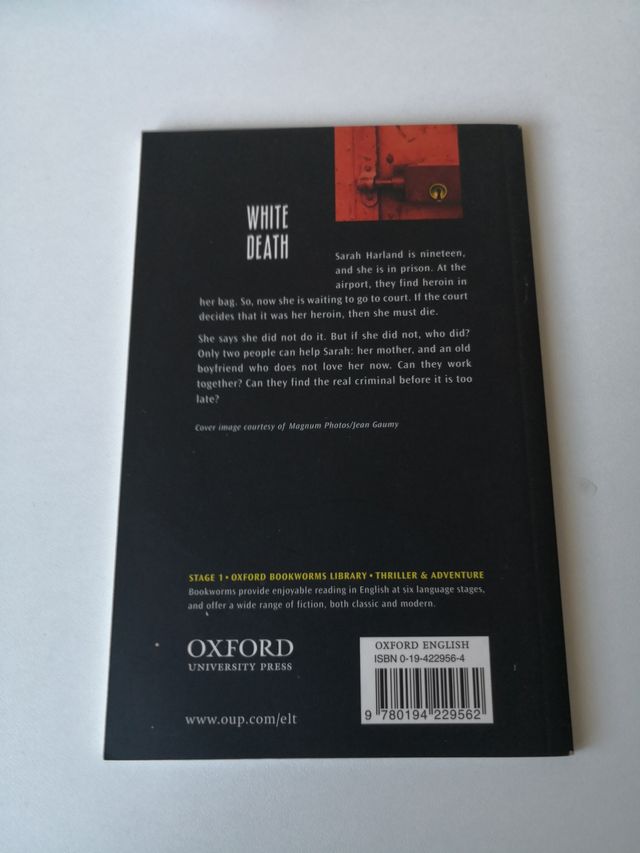 WHITE
DEATH
Sarah Harland is nineteen,
and she is in prison. At the
airport, they find heroin in
her bag. So, now she is waiting to go to court. If the court
decides that it was her heroin, then she must die.
She says she did not do it. But if she did not, who did?
Only two people can help Sarah: her mother, and an old
boyfriend who does not love her now. Can they work
together? Can they find the real criminal before it is too
late?
Cover image courtesy of Magnum Photos/Jean Gaumy
STAGE 1 • OXFORD BOOKWORMS LIBRARY • THRILLER & ADVENTURE
Bookworms provide enjoyable reading in English at six language stages,
and offer a wide range of fiction, both classic and modern.
OXFORD
UNIVERSITY PRESS
www.oup.com/elt
OXFORD ENGLISH
ISBN 0-19-422956-4
9 780194 229562